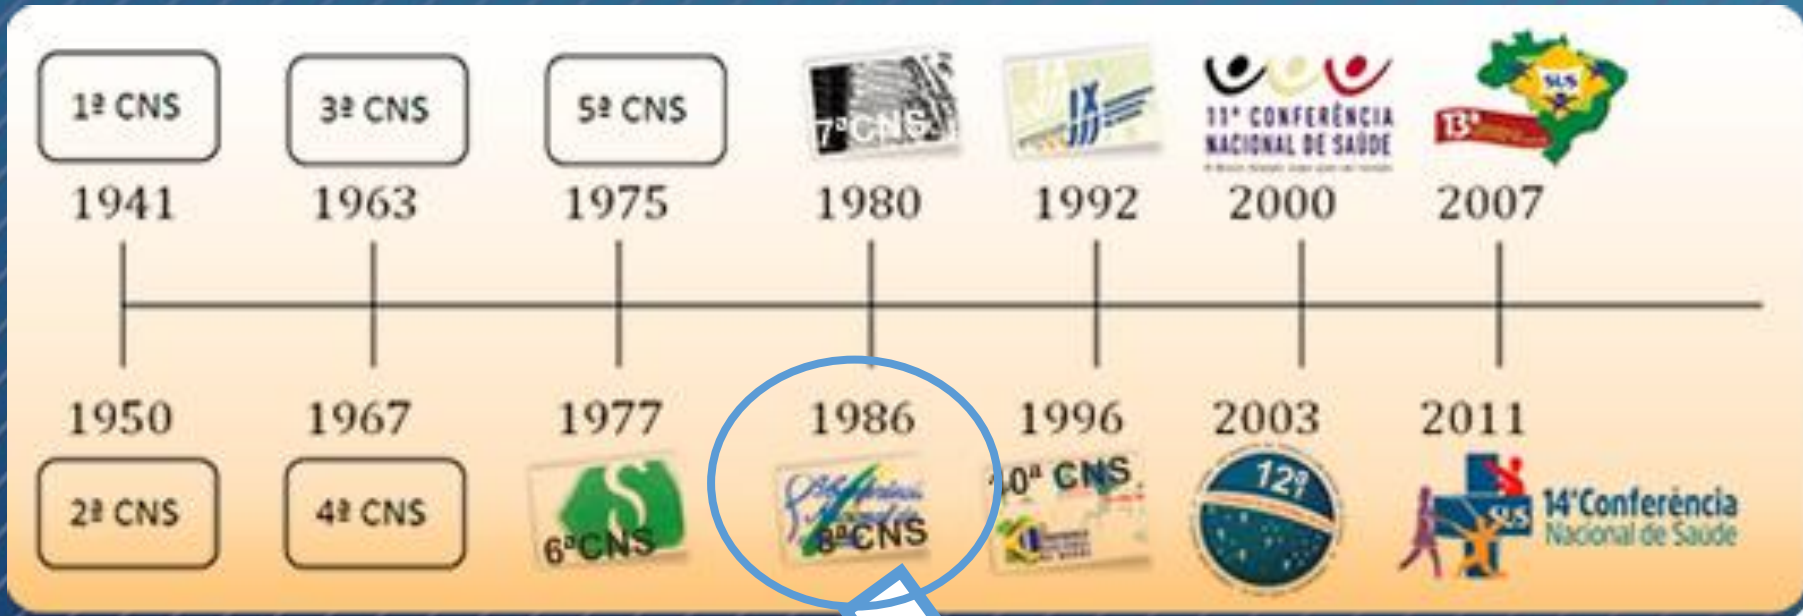 1ª CNS
3ª CNS
5ª CNS
7ªCNS
IX
11ª CONFERÊNCIA
NACIONAL DE SAÚDE
SUS
13ª
1941
1963
1975
1980
1992
2000
2007
1950
1967
1977
1986
1996
2003
2011
2ª CNS
4ª CNS
6ªCNS
8ªCNS
10ª CNS
12ª
SUS
14ªConferência
Nacional de Saúde